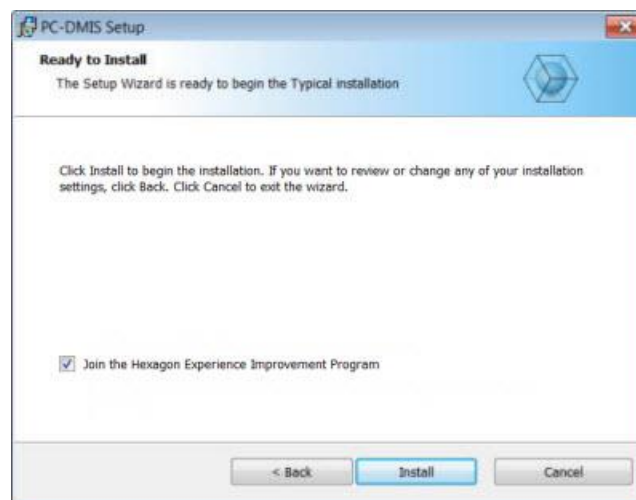 PC-DMIS Setup
Ready to Install
The Setup Wizard is ready to begin the Typical installation
Click Install to begin the installation. If you want to review or change any of your installation
settings, click Back. Click Cancel to exit the wizard.
Join the Hexagon Experience Improvement Program
< Back Install Cancel